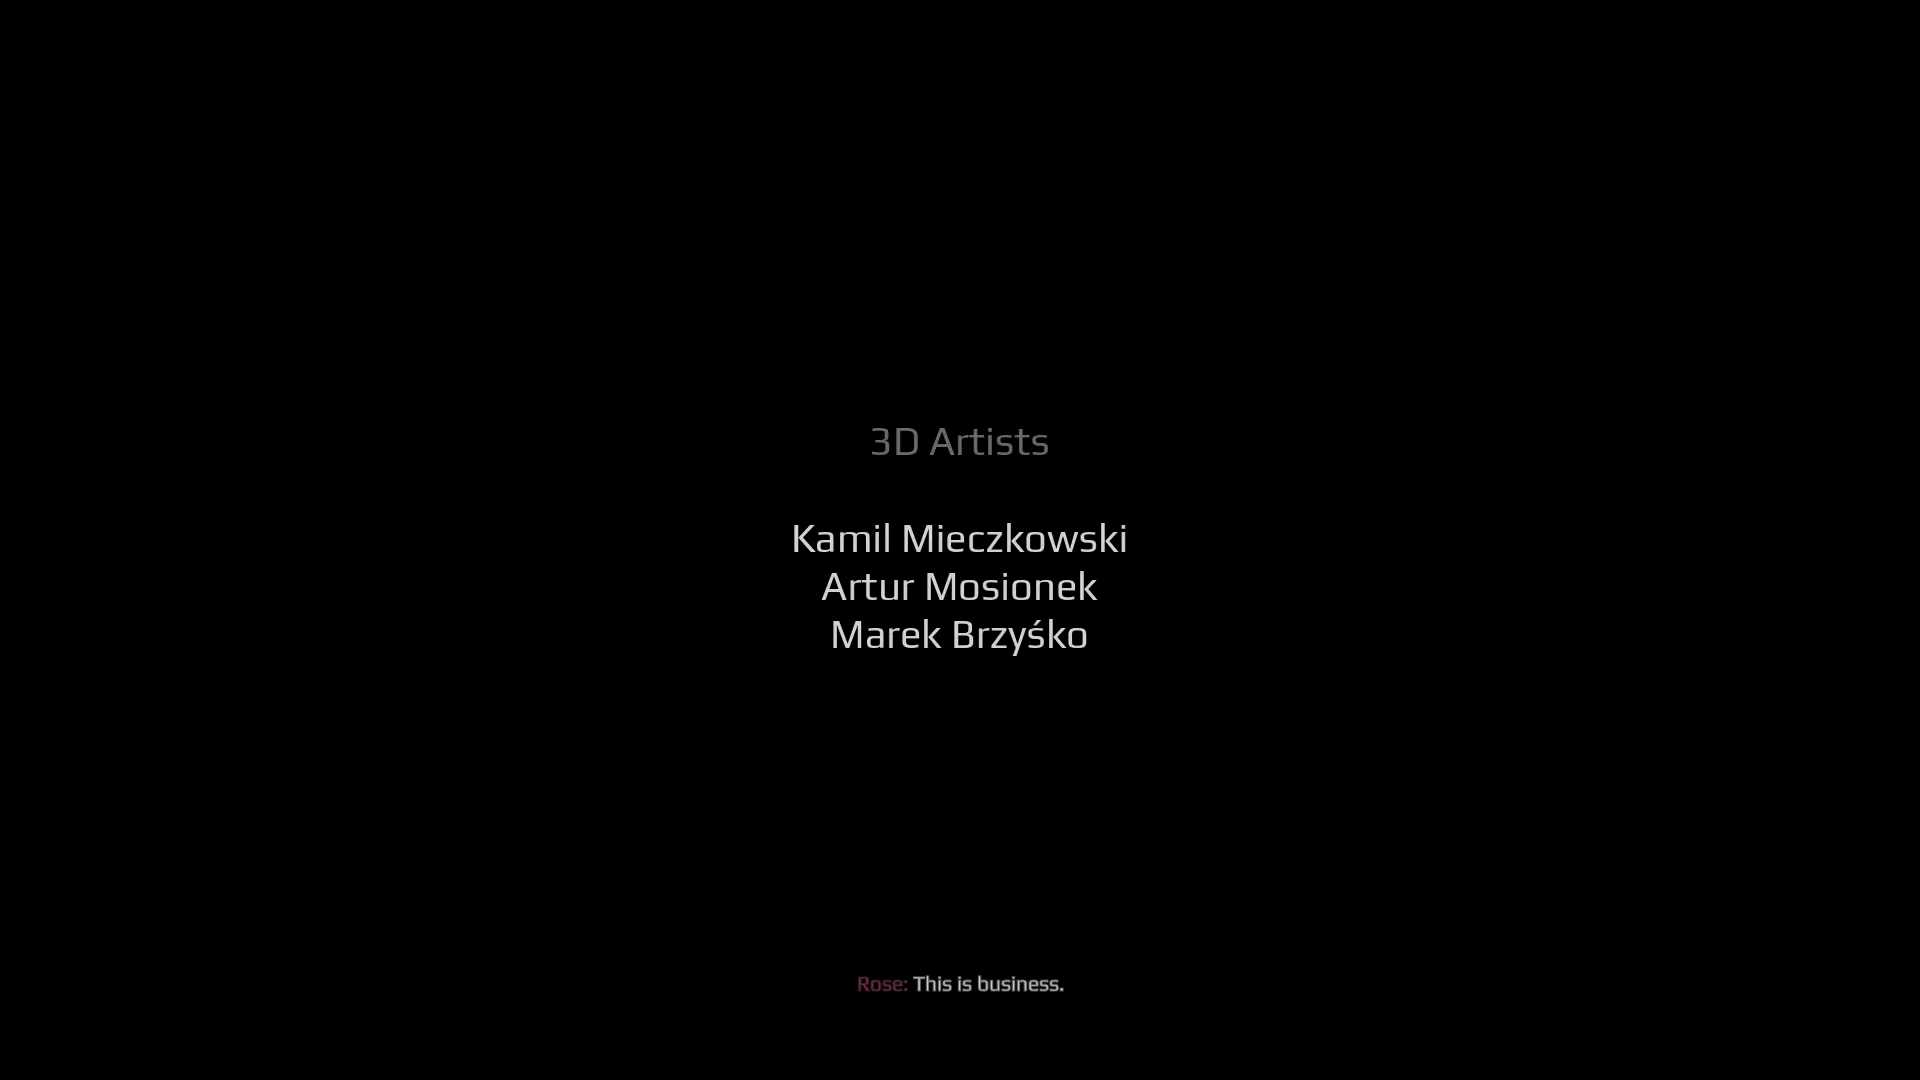 3D Artists
Kamil Mieczkowski
Artur Mosionek
Marek Brzyśko
Rose: This is business.